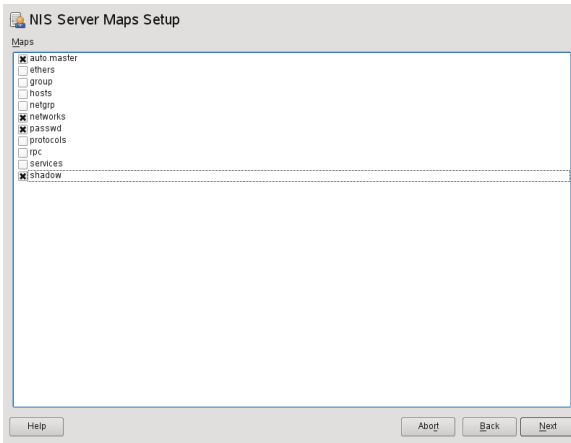 NIS Server Maps Setup
Maps
auto.master
ethers
group
hosts
netgrp
networks
passwd
protocols
rpc
services
shadow
Help Abort Back Next